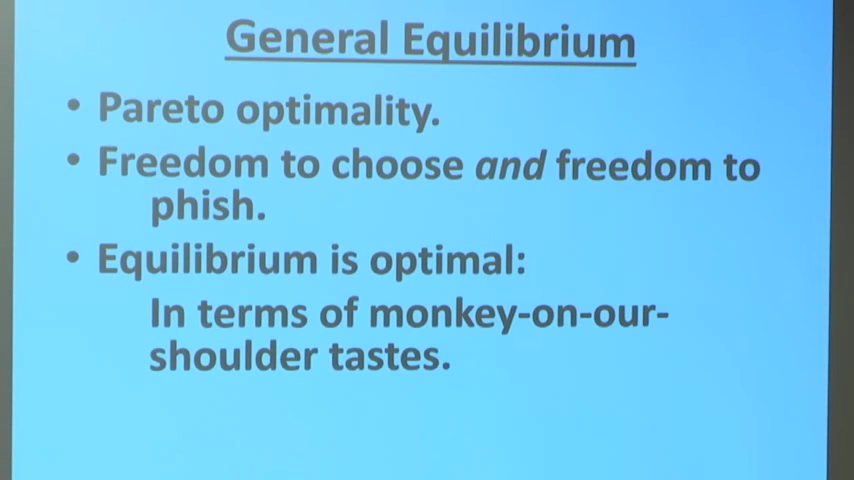 General Equilibrium
• Pareto optimality.
• Freedom to choose and freedom to
phish.
• Equilibrium is optimal:
In terms of monkey-on-our-
shoulder tastes.